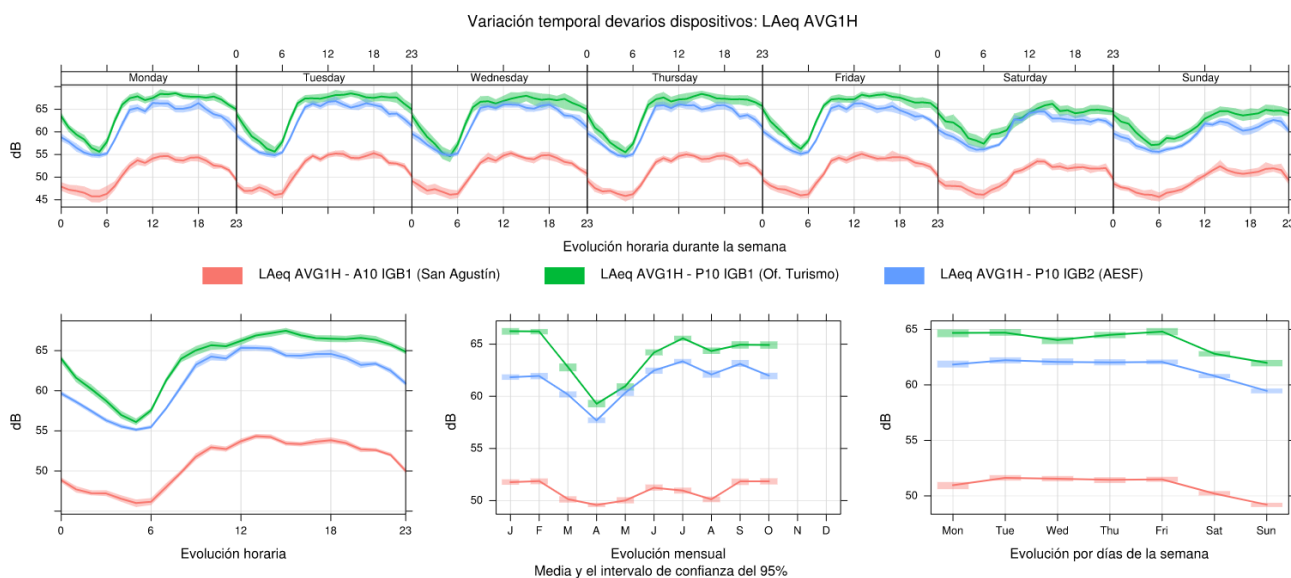 Variación temporal devarios dispositivos: LAeq AVG1H
0 6 12 18 23 0 6 12 18 23 0 6 12 18 23
Monday Tuesday Wednesday Thursday Friday Saturday Sunday
65
60
55
50
45
dB
0 6 12 18 23 0 6 12 18 23 0 6 12 18 23 0 6 12 18 23
Evolución horaria durante la semana
LAeq AVG1H - A10 IGB1 (San Agustín) LAeq AVG1H - P10 IGB1 (Of. Turismo) LAeq AVG1H - P10 IGB2 (AESF)
65
60
55
50
dB
0 6 12 23
Evolución horaria
65
60
55
50
dB
J F M A M J J A S O N D
Evolución mensual
65
60
55
50
dB
Mon Tue Wed Thu Fri Sat Sun
Evolución por días de la semana
Media y el intervalo de confianza del 95%